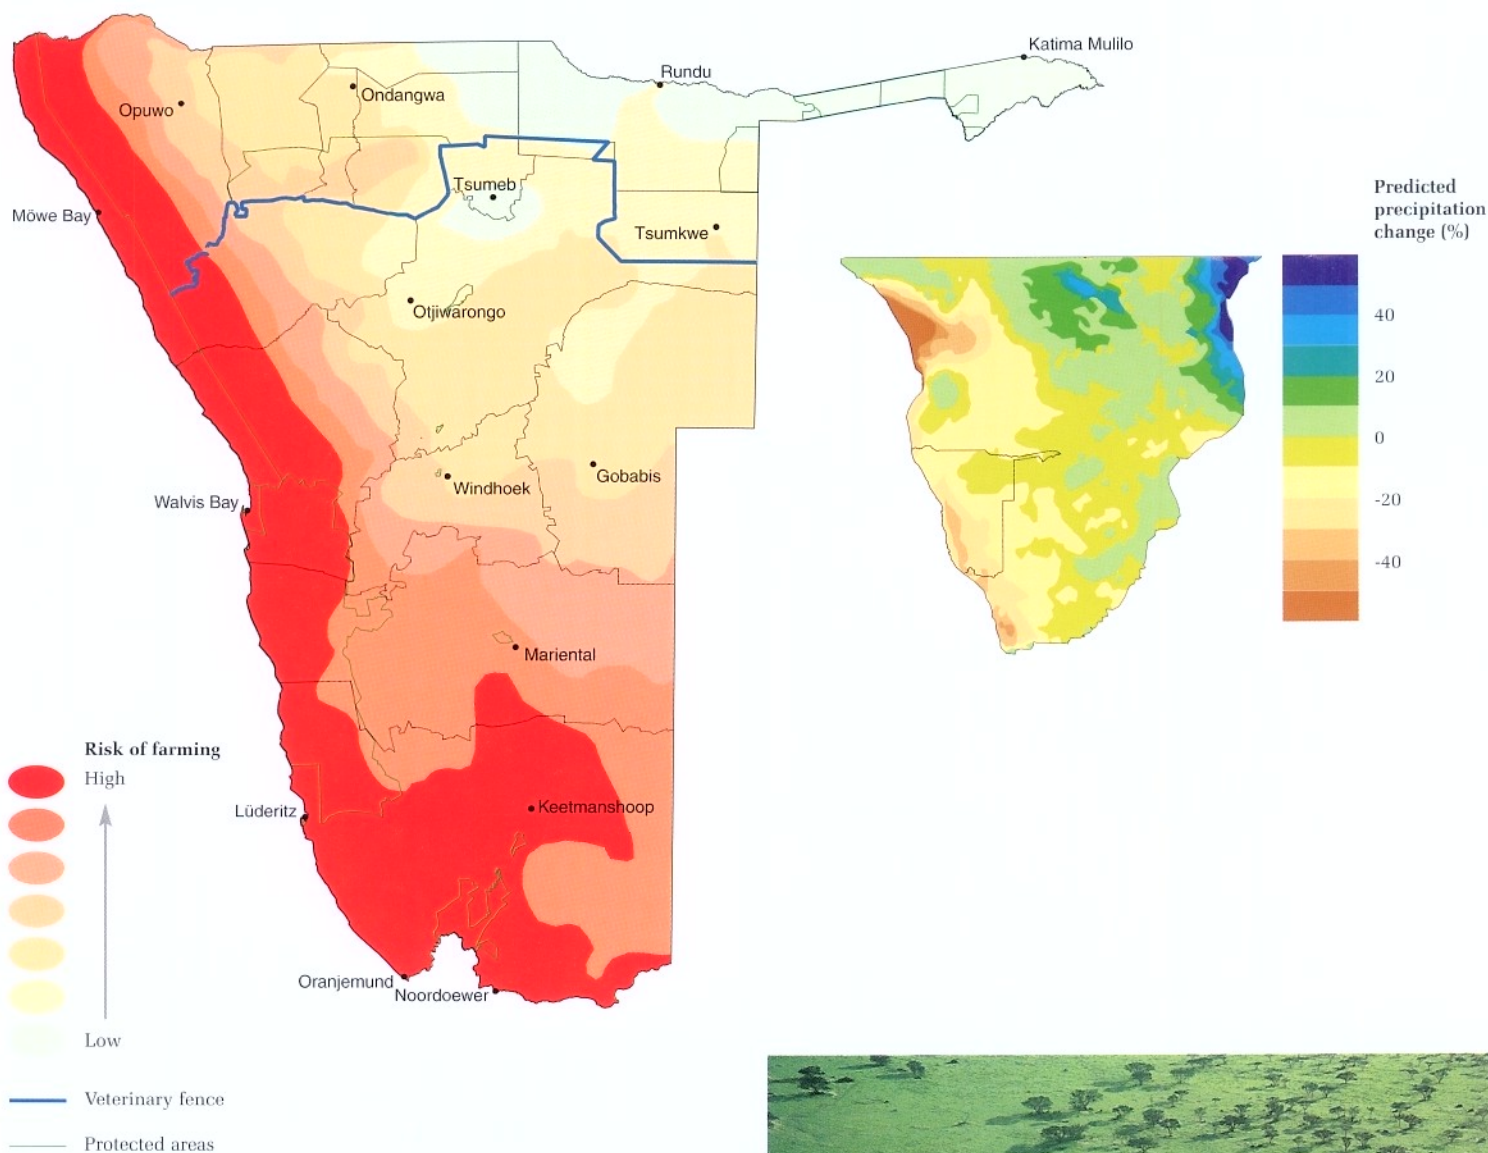 Katima Mulilo
Rundu
Ondangwa
Opuwo
Tsumeb
Möwe Bay
Tsumkwe
Otjiwarongo
Gobabis
Windhoek
Walvis Bay
Mariental
Keetmanshoop
Lüderitz
Oranjemund
Noordoewer
Predicted
precipitation
change (%)
40
20
0
-20
-40
Risk of farming
High
Low
Veterinary fence
Protected areas